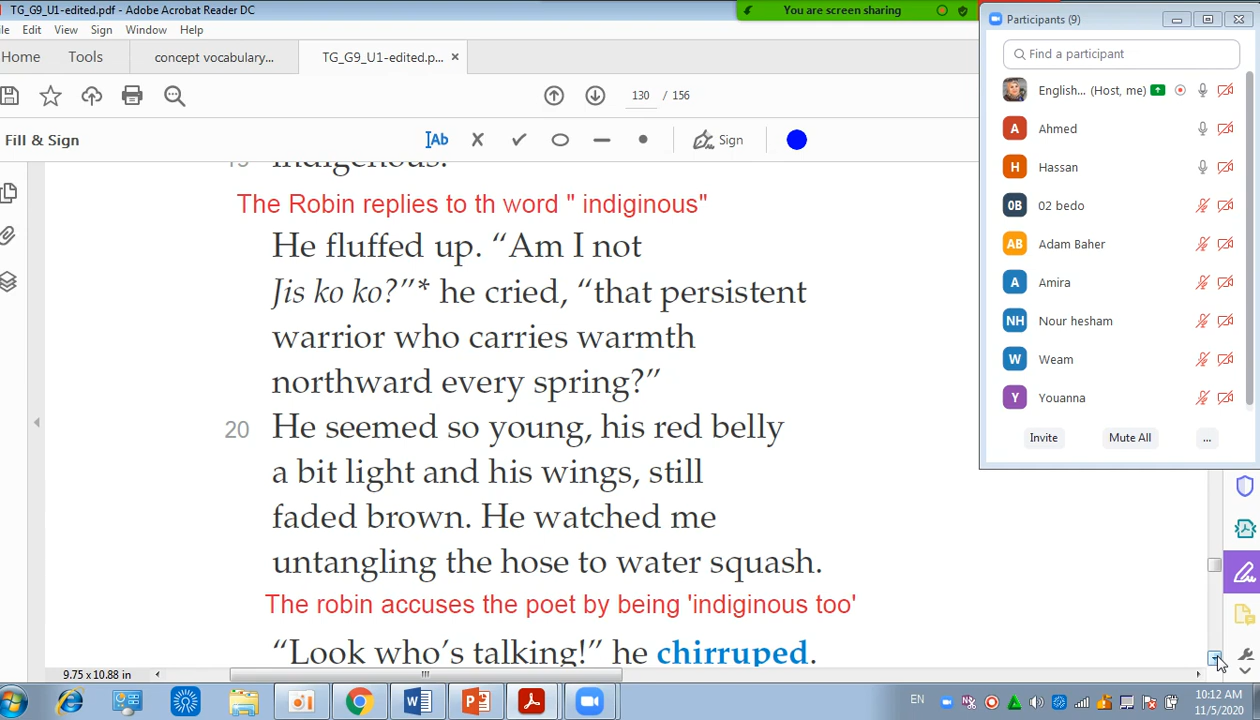 TG_G9_U1-edited.pdf - Adobe Acrobat Reader DC
You are screen sharing
Participants (9)
ile Edit View Sign Window Help
Home Tools concept vocabulary... TG_G9_U1-edited.p... ×
Find a participant
130 / 156
English... (Host, me)
A Ahmed
H Hassan
0B 02 bedo
AB Adam Baher
A Amira
NH Nour hesham
W Weam
Y Youanna
Invite Mute All ...
Fill & Sign
Ab Sign
indigenous.
The Robin replies to th word " indiginous"
He fluffed up. “Am I not
Jis ko ko?”* he cried, “that persistent
warrior who carries warmth
northward every spring?”
20 He seemed so young, his red belly
a bit light and his wings, still
faded brown. He watched me
untangling the hose to water squash.
The robin accuses the poet by being 'indiginous too'
“Look who’s talking!” he chirruped.
9.75 x 10.88 in
EN
10:12 AM
11/5/2020